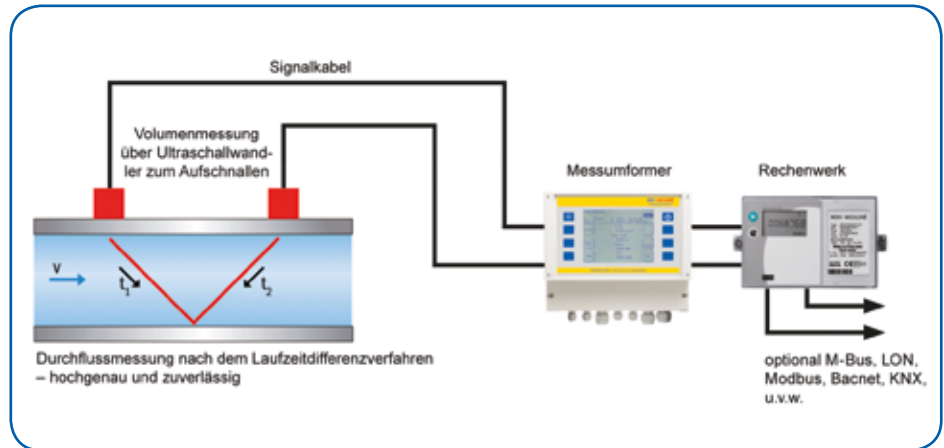 Signalkabel
Volumenmessung
über Ultraschallwand-
ler zum Aufschnallen
Messumformer
Rechenwerk
v
t1
t2
Durchflussmessung nach dem Laufzeitdifferenzverfahren
– hochgenau und zuverlässig
optional M-Bus, LON,
Modbus, Bacnet, KNX,
u.v.w.